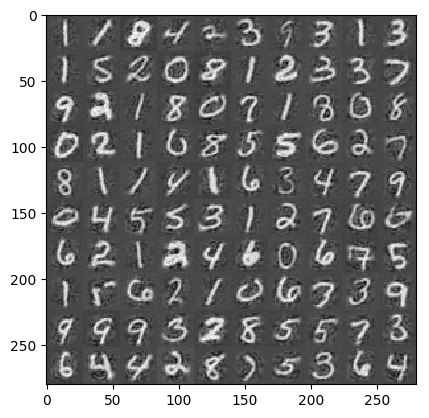 0
1 1 8 4 2 3 9 3 1 3
50
1 5 2 0 8 1 2 3 3 7
9 2 1 8 0 7 1 8 0 8
100
0 2 1 6 8 5 5 6 2 7
8 1 1 4 1 6 3 4 7 9
150
0 4 5 5 3 1 2 7 6 0
6 2 1 2 4 6 0 6 7 5
200
1 6 2 1 0 6 7 3 9
9 9 9 3 2 8 5 5 7 3
250
6 4 4 2 8 7 5 3 6 4
0 50 100 150 200 250